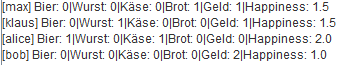 [max] Bier: 0|Wurst: 0|Käse: 0|Brot: 1|Geld: 1|Happiness: 1.5
[klaus] Bier: 0|Wurst: 1|Käse: 0|Brot: 0|Geld: 1|Happiness: 1.5
[alice] Bier: 1|Wurst: 0|Käse: 1|Brot: 0|Geld: 0|Happiness: 2.0
[bob] Bier: 0|Wurst: 0|Käse: 0|Brot: 0|Geld: 2|Happiness: 1.0